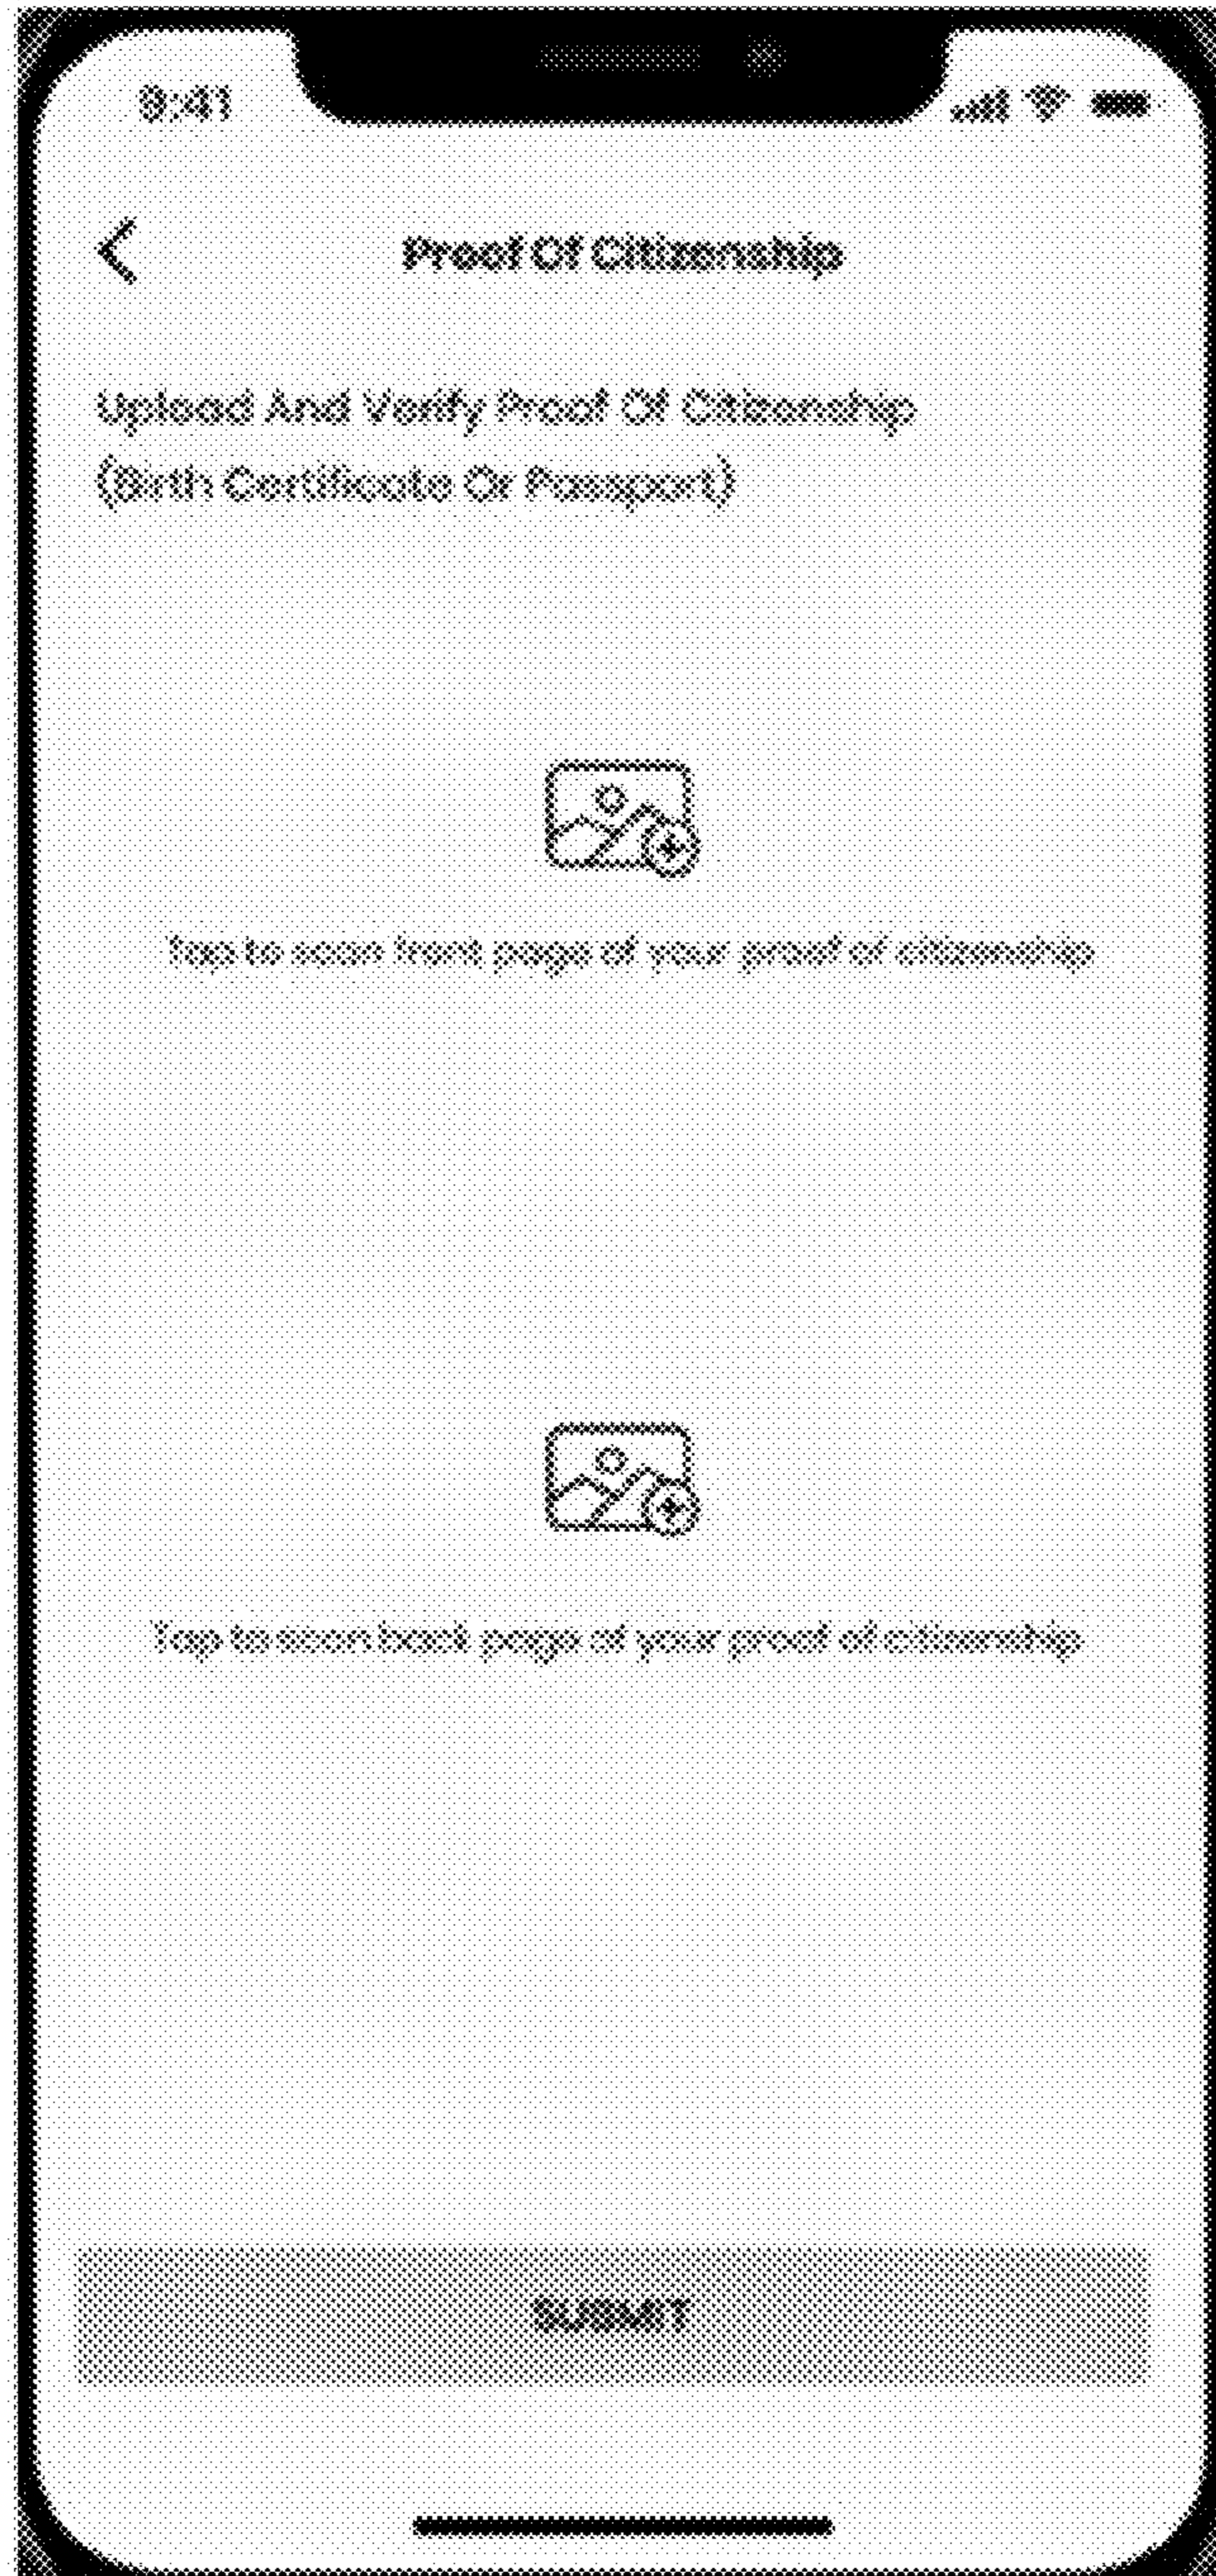 9:41
Proof Of Citizenship
Upload And Verify Proof Of Citizenship
(Birth Certificate Or Passport)
Tap to scan front page of your proof of citizenship
Tap to scan back page of your proof of citizenship
SUBMIT